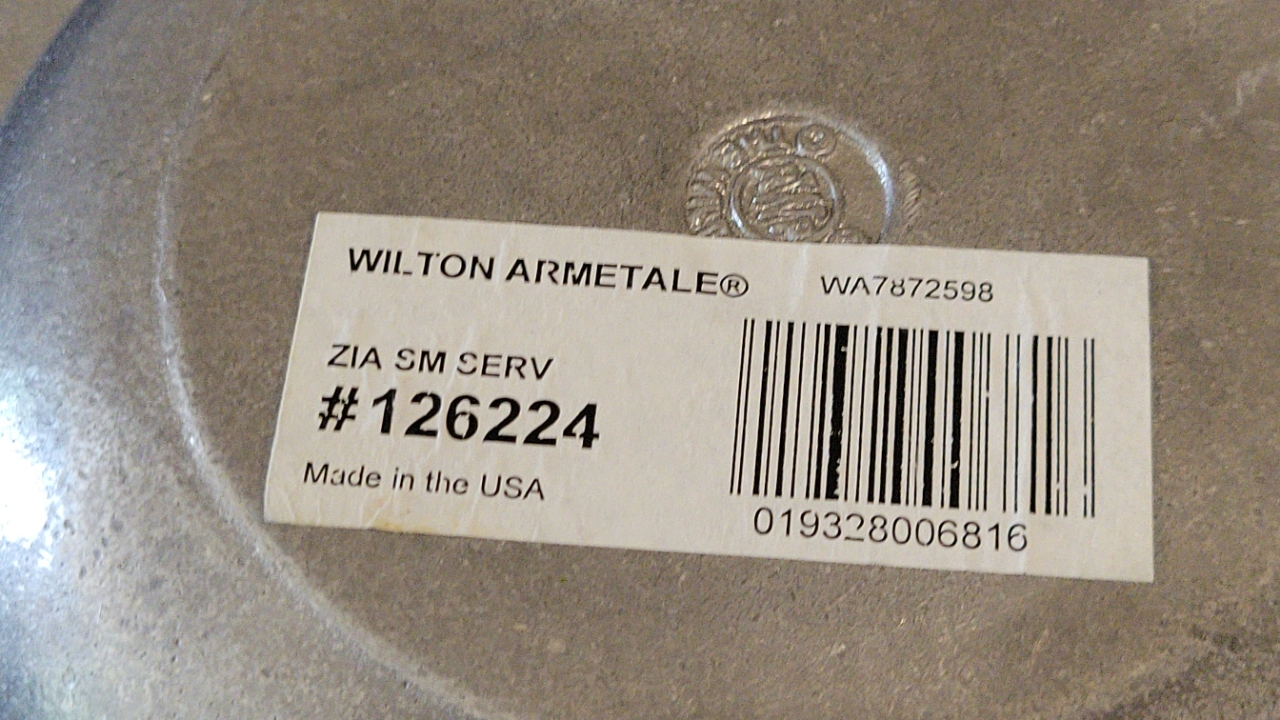 WILTON ARMETALE® WA7872598
ZIA SM SERV
#126224
Made in the USA
019328006816